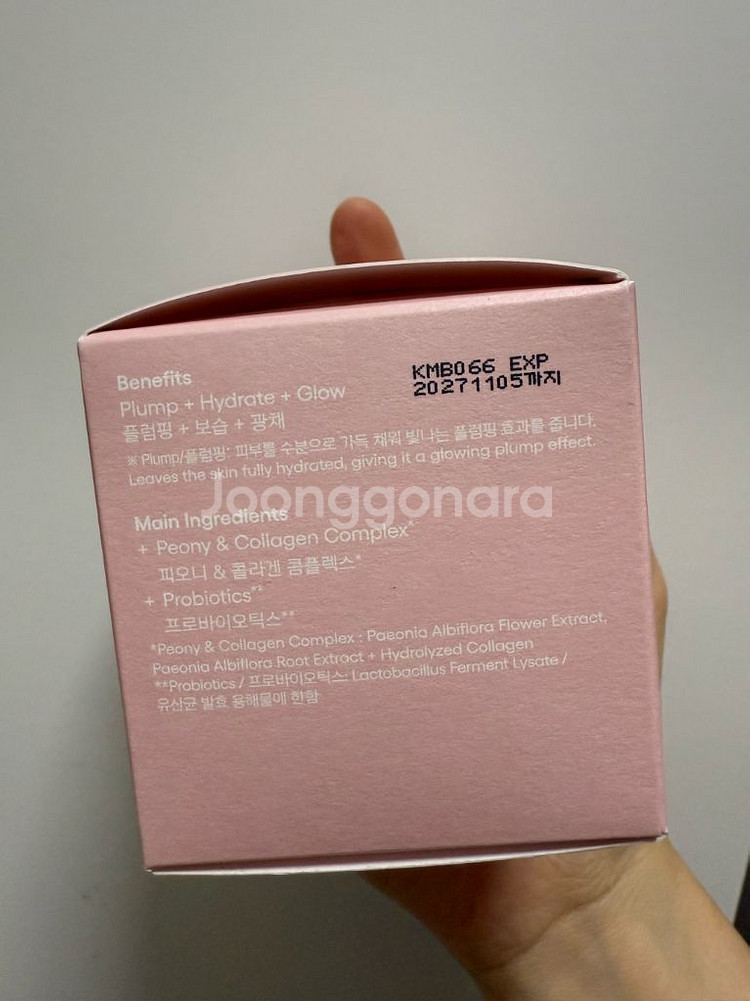 Benefits
Plump + Hydrate + Glow
플럼핑 + 보습 + 광채
※ Plump/플럼핑: 피부를 수분으로 가득 채워 빛나는 플럼핑 효과를 줍니다.
Leaves the skin fully hydrated, giving it a glowing plump effect.
KMB066 EXP
20271105까지
Joonggonara
Main Ingredients
+ Peony & Collagen Complex*
피오니 & 콜라겐 콤플렉스*
+ Probiotics**
프로바이오틱스**
*Peony & Collagen Complex : Paeonia Albiflora Flower Extract,
Paeonia Albiflora Root Extract + Hydrolyzed Collagen
**Probiotics / 프로바이오틱스: Lactobacillus Ferment Lysate /
유산균 발효 용해물에 한함